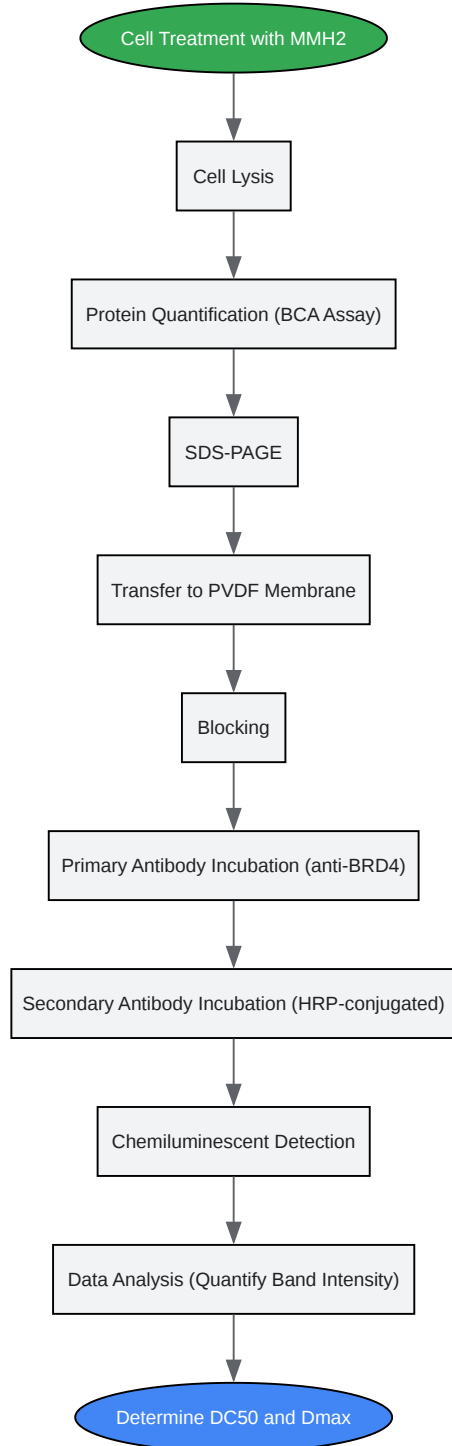 Cell Treatment with MMH2
Cell Lysis
Protein Quantification (BCA Assay)
SDS-PAGE
Transfer to PVDF Membrane
Blocking
Primary Antibody Incubation (anti-BRD4)
Secondary Antibody Incubation (HRP-conjugated)
Chemiluminescent Detection
Data Analysis (Quantify Band Intensity)
Determine DC50 and Dmax